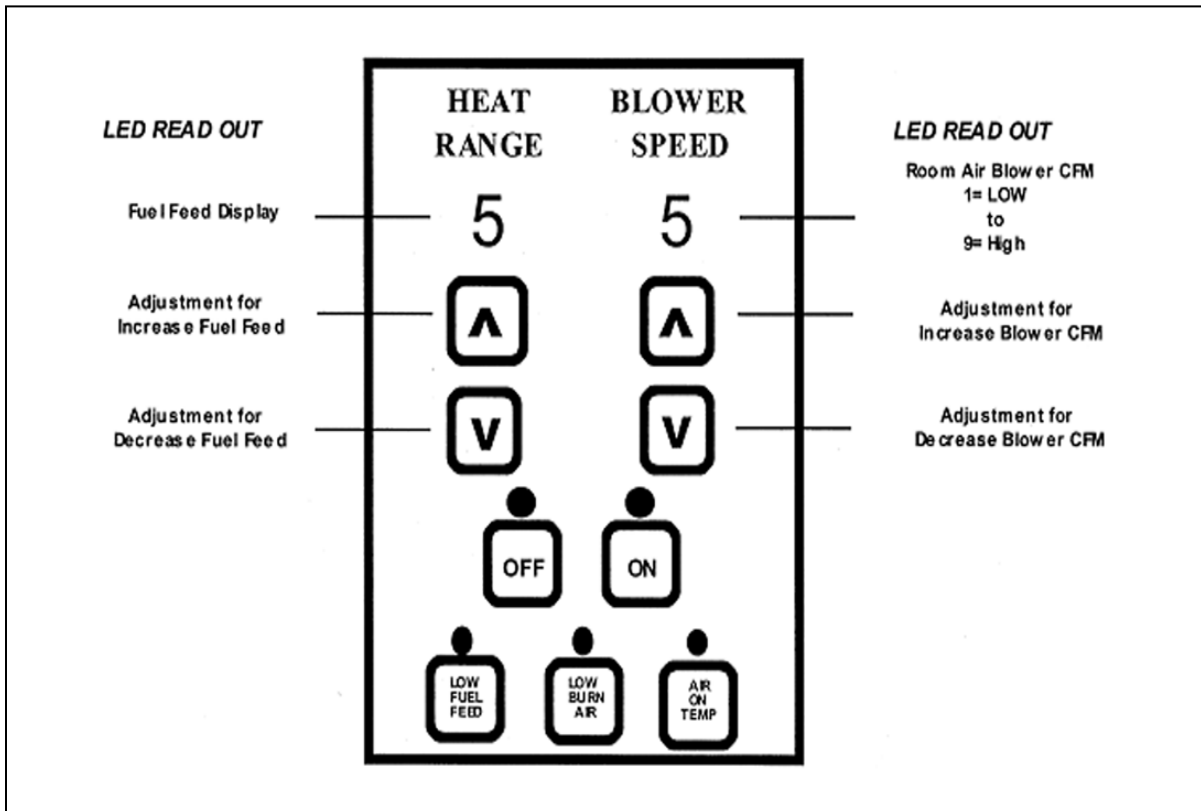 LED READ OUT
Fuel Feed Display
Adjustment for
Increase Fuel Feed
Adjustment for
Decrease Fuel Feed
HEAT
RANGE
5
Λ
V
BLOWER
SPEED
5
Λ
V
OFF
ON
LOW
FUEL
FEED
LOW
BURN
AIR
AIR
ON
TEMP
LED READ OUT
Room Air Blower CFM
1= LOW
to
9= High
Adjustment for
Increase Blower CFM
Adjustment for
Decrease Blower CFM